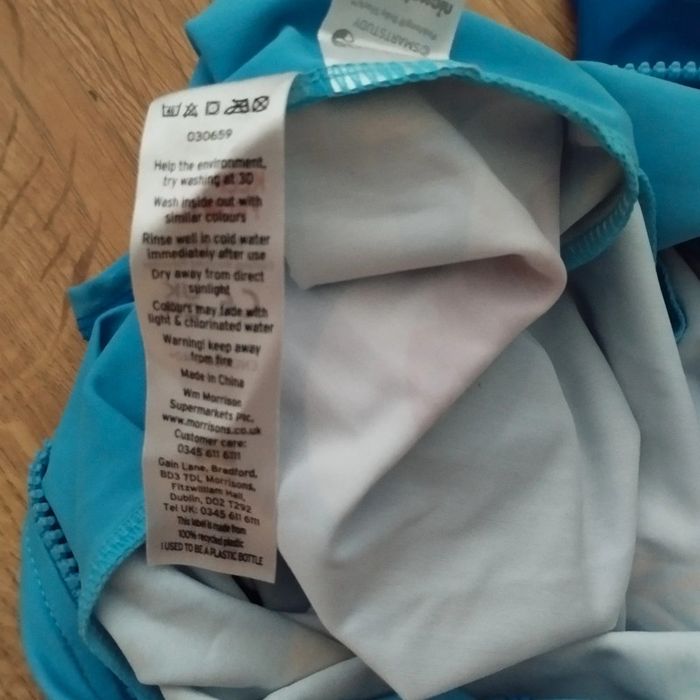 ©SMARTSTUDY
030659
Help the environment,
try washing at 30
Wash inside out with
similar colours
Rinse well in cold water
immediately after use
Dry away from direct
sunlight
Colours may fade with
light & chlorinated water
Warning! keep away
from fire
Made in China
Wm Morrison
Supermarkets Plc.
www.morrisons.co.uk
Customer care:
0345 611 6111
Gain Lane, Bradford,
BD3 7DL Morrisons,
Fitzwilliam Hall,
Dublin, D02 T292
Tel UK: 0345 611 6111
This label is made from
100% recycled plastic
I USED TO BE A PLASTIC BOTTLE